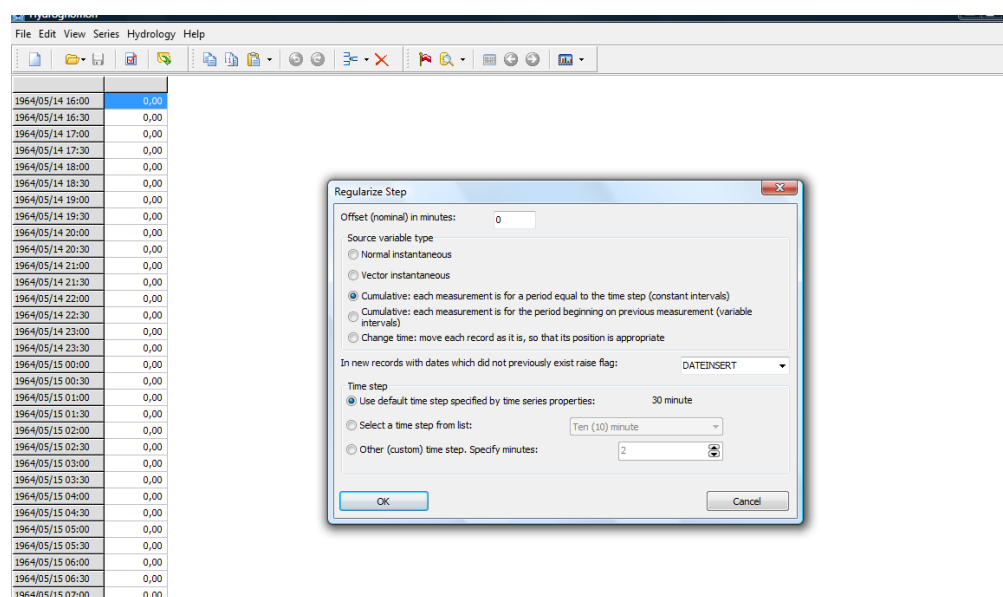 Hydrognomon
File Edit View Series Hydrology Help
1964/05/14 16:00 0,00
1964/05/14 16:30 0,00
1964/05/14 17:00 0,00
1964/05/14 17:30 0,00
1964/05/14 18:00 0,00
1964/05/14 18:30 0,00
1964/05/14 19:00 0,00
1964/05/14 19:30 0,00
1964/05/14 20:00 0,00
1964/05/14 20:30 0,00
1964/05/14 21:00 0,00
1964/05/14 21:30 0,00
1964/05/14 22:00 0,00
1964/05/14 22:30 0,00
1964/05/14 23:00 0,00
1964/05/14 23:30 0,00
1964/05/15 00:00 0,00
1964/05/15 00:30 0,00
1964/05/15 01:00 0,00
1964/05/15 01:30 0,00
1964/05/15 02:00 0,00
1964/05/15 02:30 0,00
1964/05/15 03:00 0,00
1964/05/15 03:30 0,00
1964/05/15 04:00 0,00
1964/05/15 04:30 0,00
1964/05/15 05:00 0,00
1964/05/15 05:30 0,00
1964/05/15 06:00 0,00
1964/05/15 06:30 0,00
1964/05/15 07:00 0,00
Regularize Step
Offset (nominal) in minutes: 0
Source variable type
Normal instantaneous
Vector instantaneous
Cumulative: each measurement is for a period equal to the time step (constant intervals)
Cumulative: each measurement is for the period beginning on previous measurement (variable
intervals)
Change time: move each record as it is, so that its position is appropriate
In new records with dates which did not previously exist raise flag: DATEINSERT
Time step
Use default time step specified by time series properties: 30 minute
Select a time step from list: Ten (10) minute
Other (custom) time step. Specify minutes: 2
OK Cancel